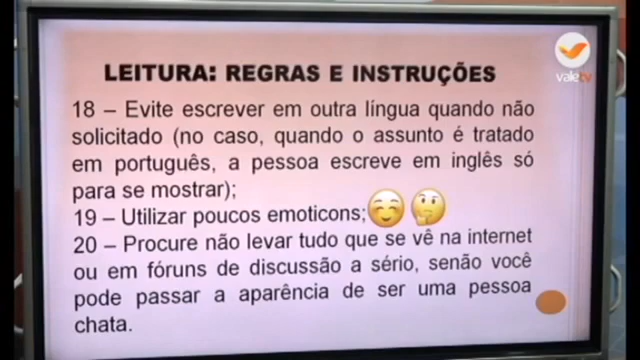 valetv
LEITURA: REGRAS E INSTRUÇÕES
18 – Evite escrever em outra língua quando não
solicitado (no caso, quando o assunto é tratado
em português, a pessoa escreve em inglês só
para se mostrar);
19 – Utilizar poucos emoticons;
20 – Procure não levar tudo que se vê na internet
ou em fóruns de discussão a sério, senão você
pode passar a aparência de ser uma pessoa
chata.